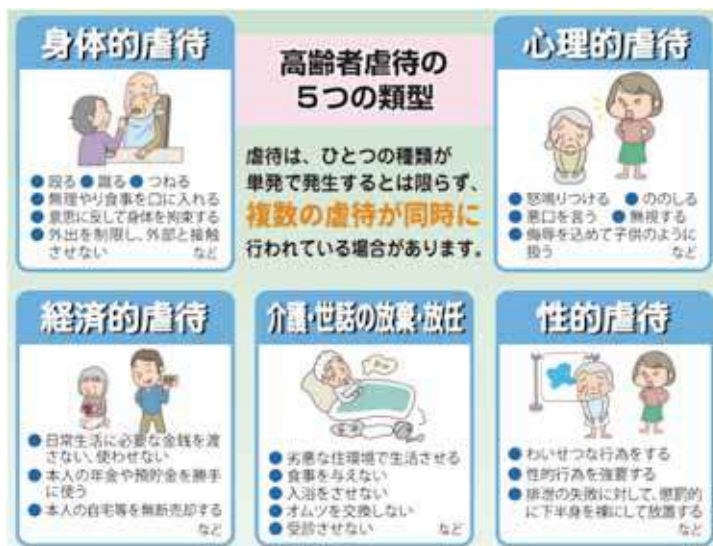 身体的虐待
●殴る ●蹴る ●つねる
●無理やり食事を口に入れる
●意思に反して身体を拘束する
●外出を制限し、外部と接触
させない など
高齢者虐待の
5つの類型
虐待は、ひとつの種類が
単発で発生するとは限らず、
複数の虐待が同時に
行われている場合があります。
心理的虐待
●怒鳴りつける ●ののしる
●悪口を言う ●無視する
●侮辱を込めて子供のように
扱う など
経済的虐待
●日常生活に必要な金銭を渡
さない、使わせない
●本人の年金や預貯金を勝手
に使う
●本人の自宅等を無断売却する
など
介護・世話の放棄・放任
●劣悪な住環境で生活させる
●食事を与えない
●入浴をさせない
●オムツを交換しない
●受診させない など
性的虐待
●わいせつな行為をする
●性的行為を強要する
●排泄の失敗に対して、懲罰的
に下半身を裸にして放置する
など